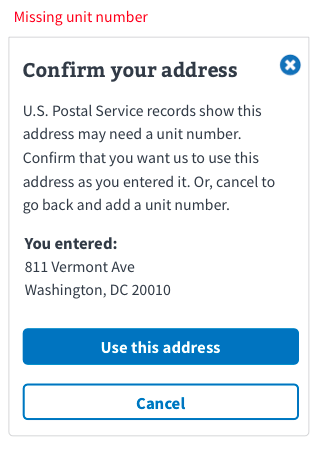 Missing unit number
Confirm your address
U.S. Postal Service records show this
address may need a unit number.
Confirm that you want us to use this
address as you entered it. Or, cancel to
go back and add a unit number.
You entered:
811 Vermont Ave
Washington, DC 20010
Use this address
Cancel